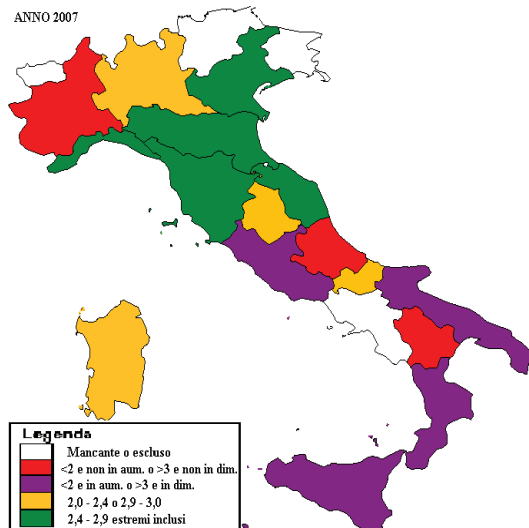 ANNO 2007
Legenda
Mancante o escluso
<2 e non in aum. o >3 e non in dim.
<2 e in aum. o >3 e in dim.
2,0 - 2,4 o 2,9 - 3,0
2,4 - 2,9 estremi inclusi